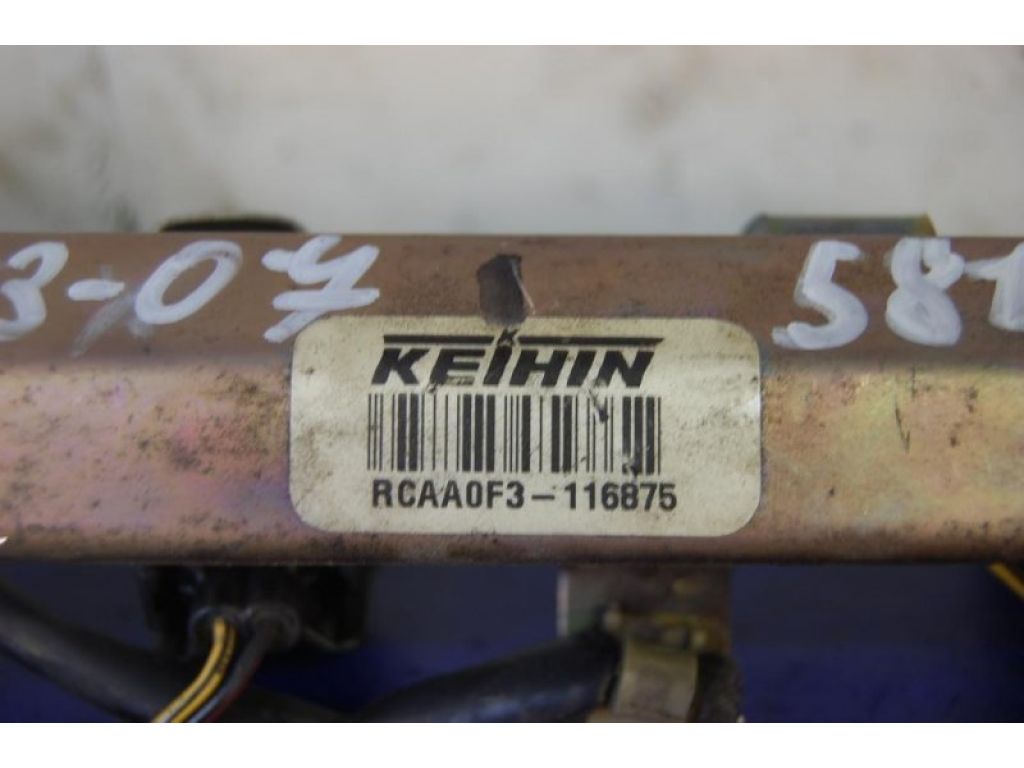 3-07
58-
KEIHIN
RCAA0F3-116875